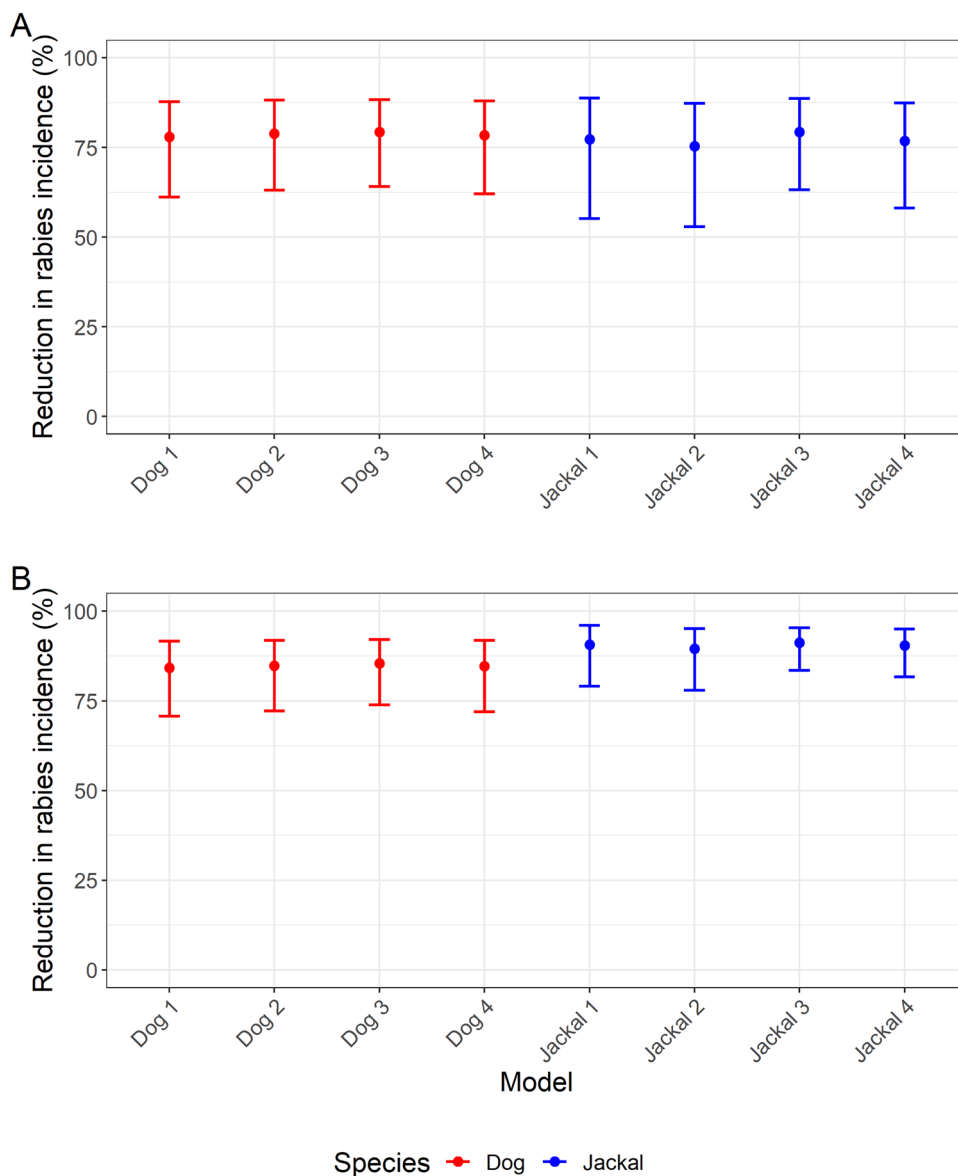 A
Reduction in rabies incidence (%)
100
75
50
25
0
Dog 1
Dog 2
Dog 3
Dog 4
Jackal 1
Jackal 2
Jackal 3
Jackal 4
B
Reduction in rabies incidence (%)
100
75
50
25
0
Dog 1
Dog 2
Dog 3
Dog 4
Jackal 1
Jackal 2
Jackal 3
Jackal 4
Model
Species Dog Jackal